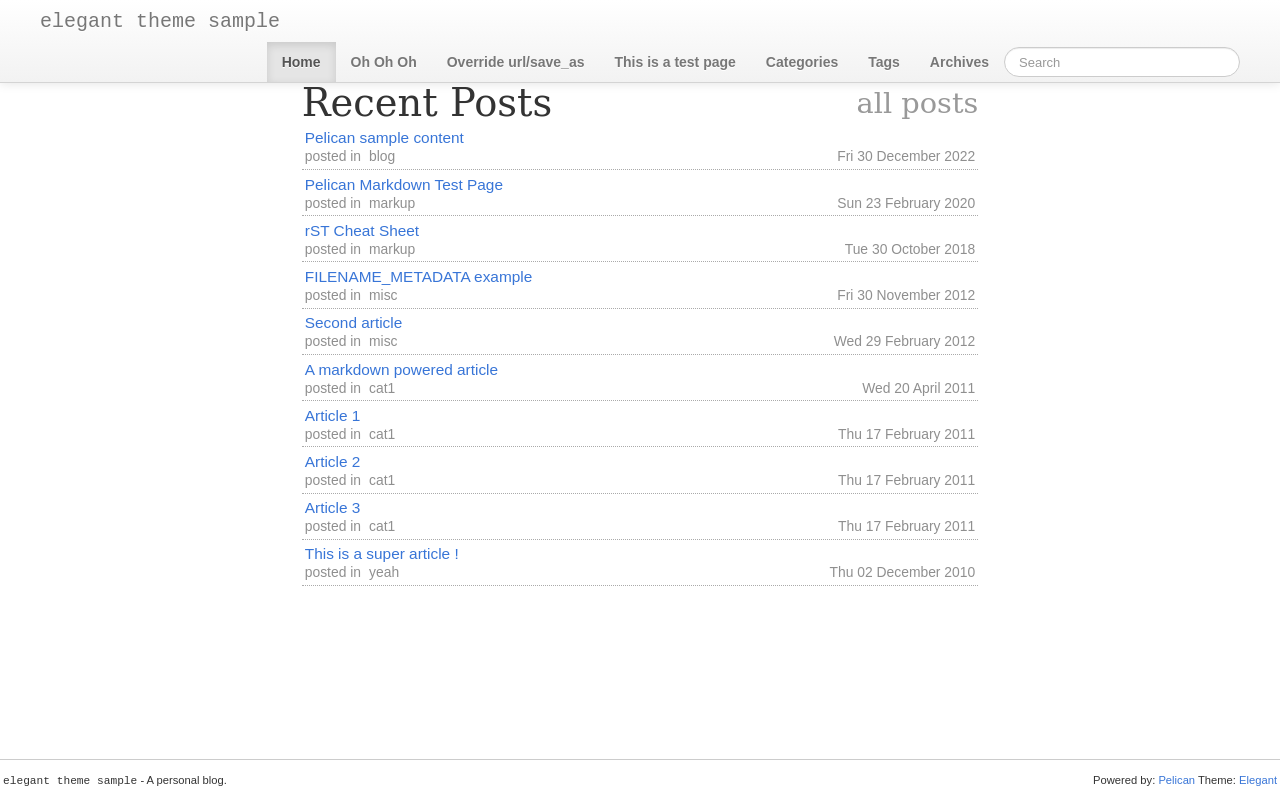 elegant theme sample
Home Oh Oh Oh Override url/save_as This is a test page Categories Tags Archives Search
Recent Posts all posts
Pelican sample content
posted in blog Fri 30 December 2022
Pelican Markdown Test Page
posted in markup Sun 23 February 2020
rST Cheat Sheet
posted in markup Tue 30 October 2018
FILENAME_METADATA example
posted in misc Fri 30 November 2012
Second article
posted in misc Wed 29 February 2012
A markdown powered article
posted in cat1 Wed 20 April 2011
Article 1
posted in cat1 Thu 17 February 2011
Article 2
posted in cat1 Thu 17 February 2011
Article 3
posted in cat1 Thu 17 February 2011
This is a super article !
posted in yeah Thu 02 December 2010
elegant theme sample - A personal blog. Powered by: Pelican Theme: Elegant